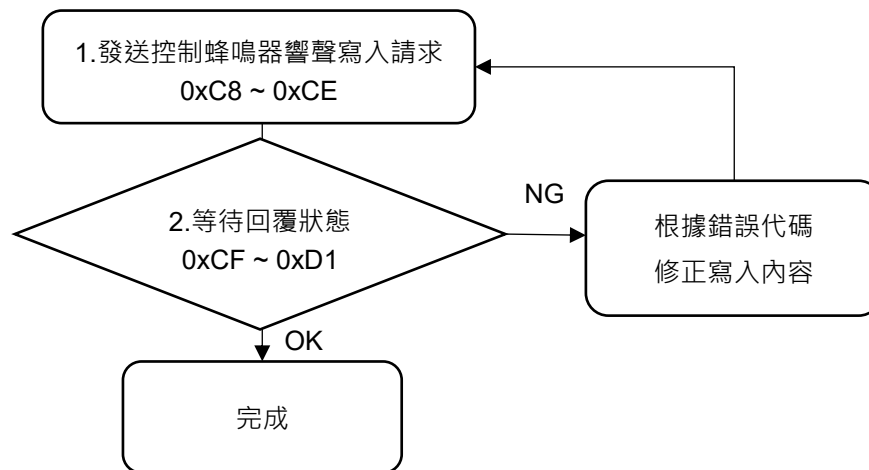 1.發送控制蜂鳴器響聲寫入請求
0xC8 ~ 0xCE
2.等待回覆狀態
0xCF ~ 0xD1
NG
根據錯誤代碼
修正寫入內容
OK
完成